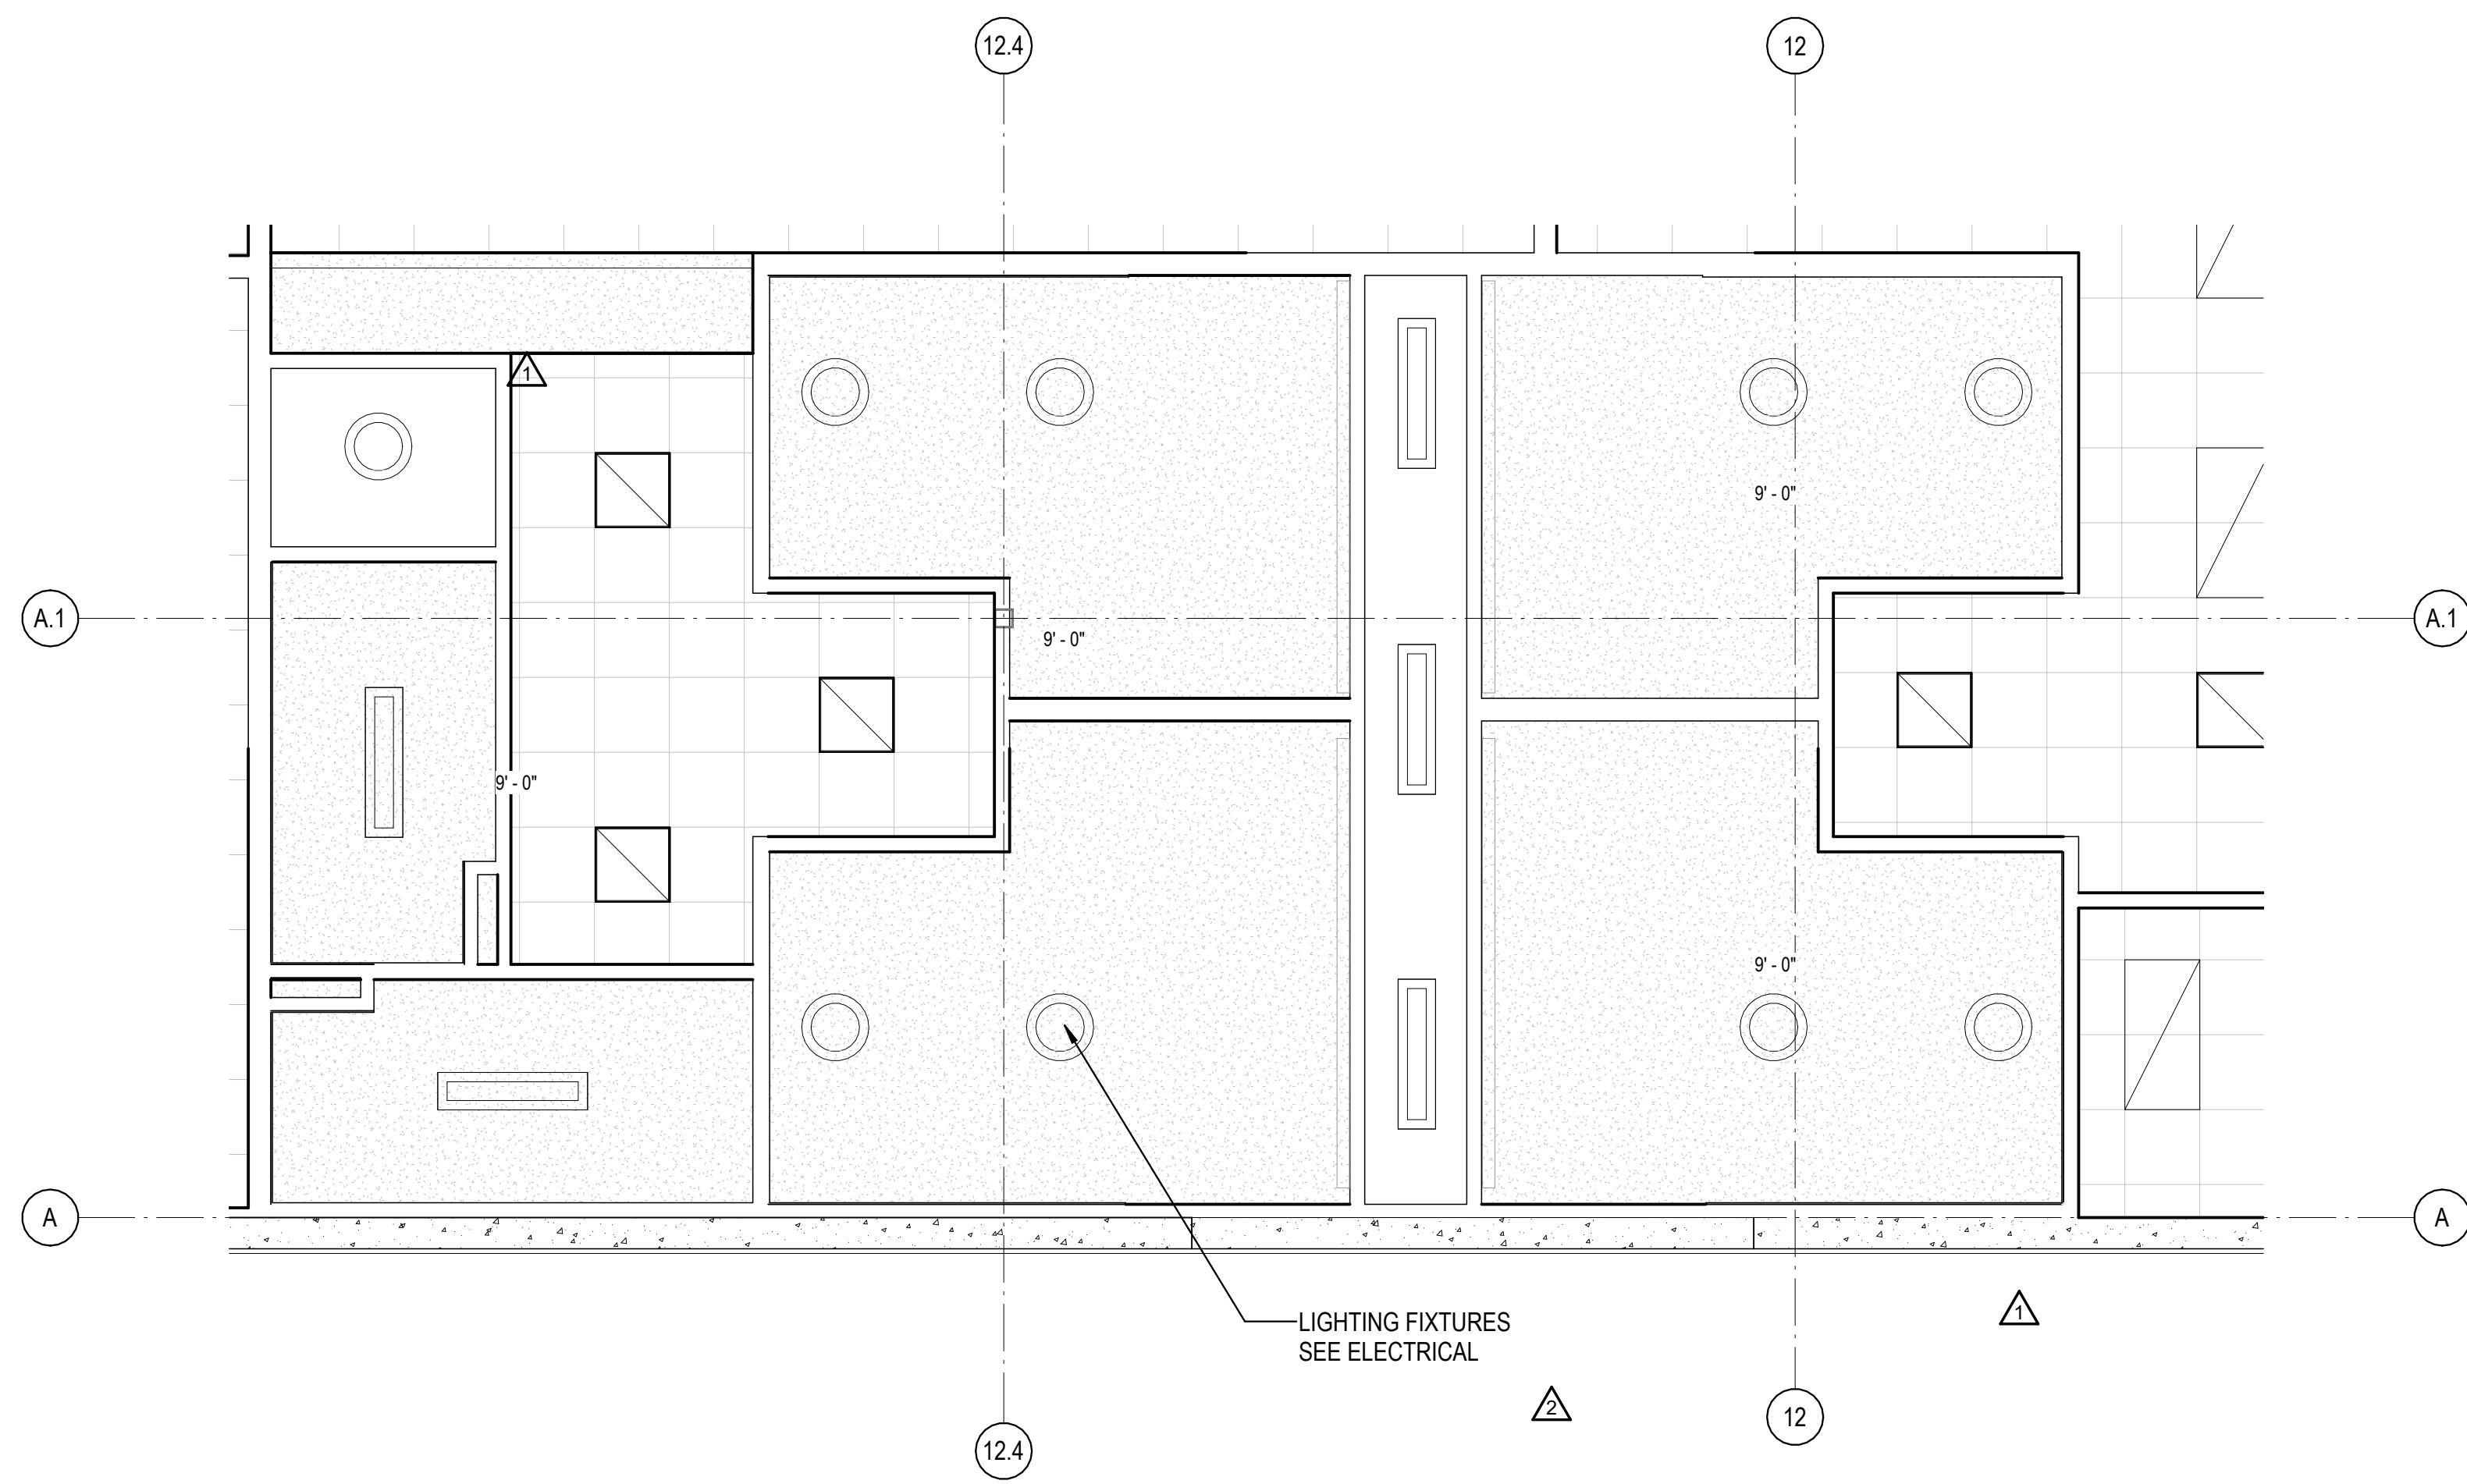 12.4
12
1
9' - 0"
A.1
A.1
9' - 0"
9' - 0"
9' - 0"
A
A
1
LIGHTING FIXTURES
SEE ELECTRICAL
2
12
12.4